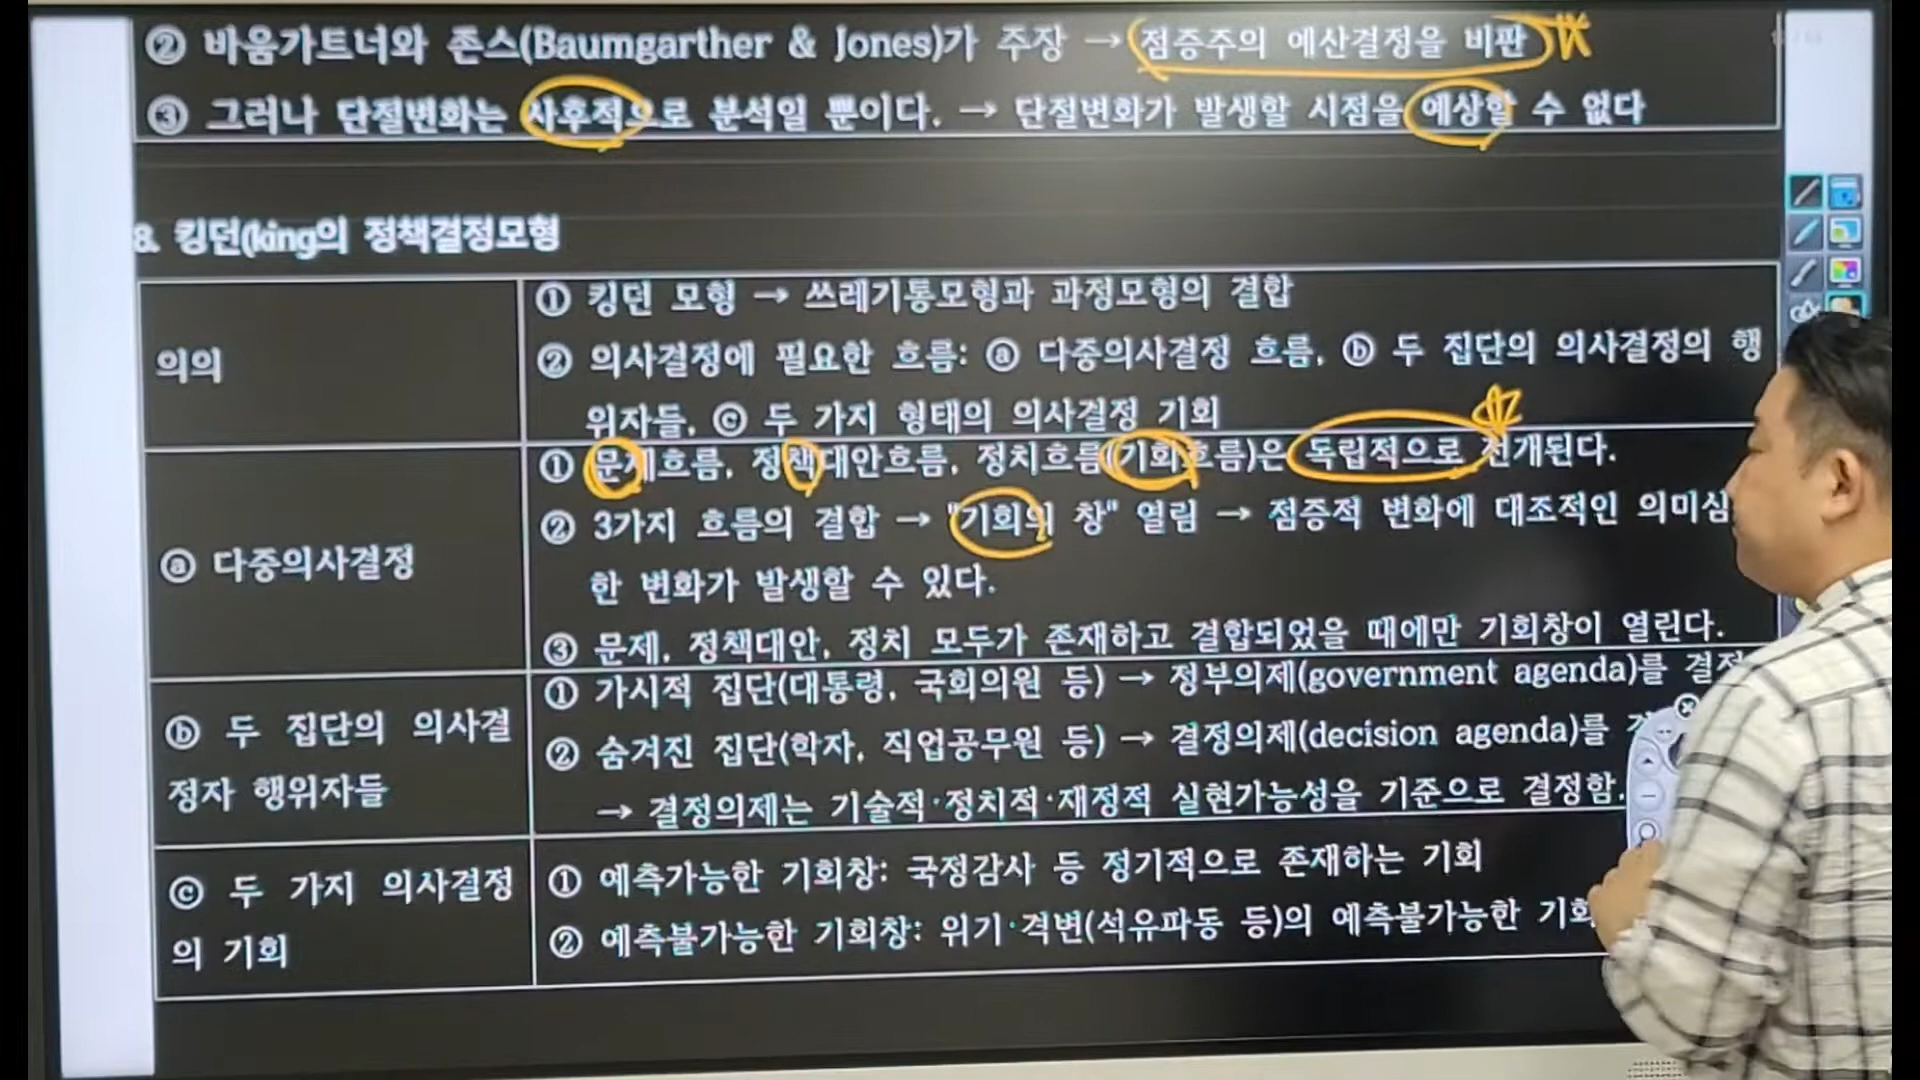 ② 바움가트너와 존스(Baumgarther & Jones)가 주장 → 점증주의 예산결정을 비판
③ 그러나 단절변화는 사후적으로 분석일 뿐이다. → 단절변화가 발생할 시점을 예상할 수 없다
8. 킹던(king의 정책결정모형
의의
① 킹던 모형 → 쓰레기통모형과 과정모형의 결합
② 의사결정에 필요한 흐름: ⓐ 다중의사결정 흐름, ⓑ 두 집단의 의사결정의 행
위자들, ⓒ 두 가지 형태의 의사결정 기회
ⓐ 다중의사결정
① 문제흐름, 정책대안흐름, 정치흐름(기회흐름)은 독립적으로 전개된다.
② 3가지 흐름의 결합 → "기회의 창" 열림 → 점증적 변화에 대조적인 의미심
한 변화가 발생할 수 있다.
③ 문제, 정책대안, 정치 모두가 존재하고 결합되었을 때에만 기회창이 열린다.
ⓑ 두 집단의 의사결
정자 행위자들
① 가시적 집단(대통령, 국회의원 등) → 정부의제(government agenda)를 결정
② 숨겨진 집단(학자, 직업공무원 등) → 결정의제(decision agenda)를
→ 결정의제는 기술적·정치적·재정적 실현가능성을 기준으로 결정함.
ⓒ 두 가지 의사결정
의 기회
① 예측가능한 기회창: 국정감사 등 정기적으로 존재하는 기회
② 예측불가능한 기회창: 위기·격변(석유파동 등)의 예측불가능한 기회